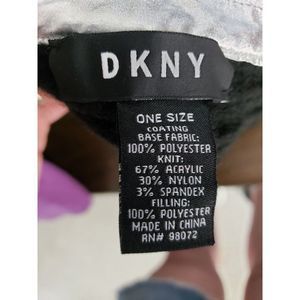 DKNY
ONE SIZE
COATING
BASE FABRIC:
100% POLYESTER
KNIT:
67% ACRYLIC
30% NYLON
3% SPANDEX
FILLING:
100% POLYESTER
MADE IN CHINA
RN# 98072